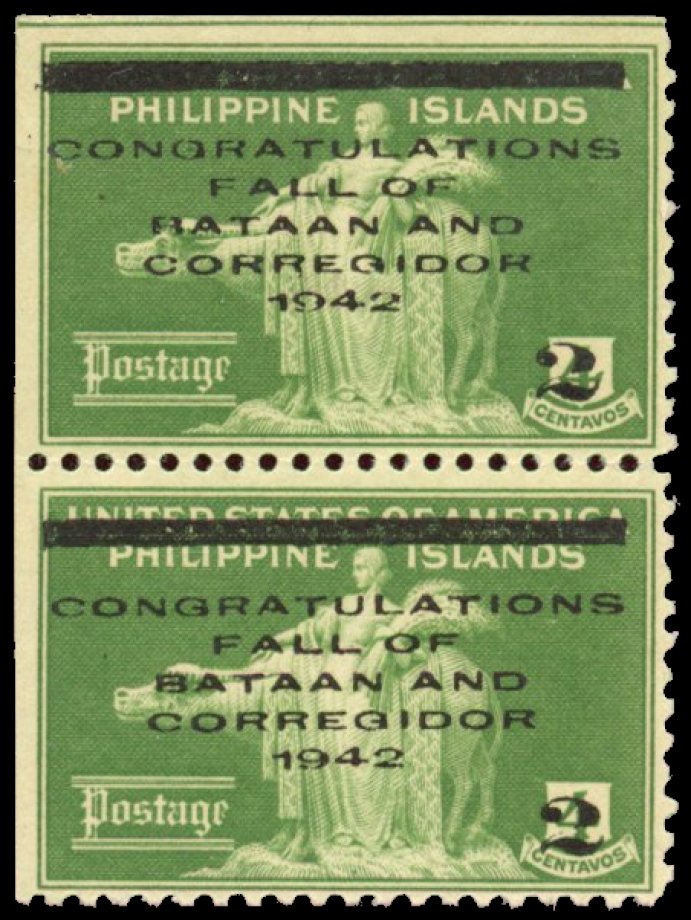 PHILIPPINE ISLANDS
CONGRATULATIONS
FALL OF
BATAAN AND
CORREGIDOR
1942
Postage
2
CENTAVOS
UNITED STATES OF AMERICA
PHILIPPINE ISLANDS
CONGRATULATIONS
FALL OF
BATAAN AND
CORREGIDOR
1942
Postage
4
2
CENTAVOS